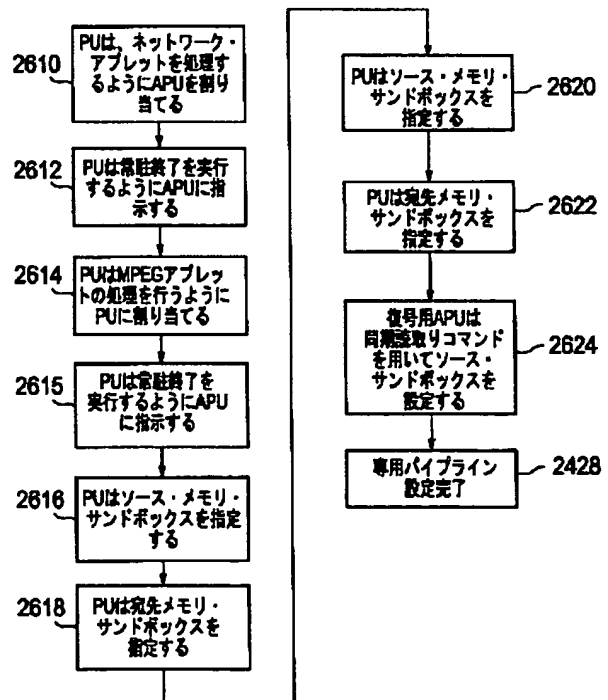 2610
PUは、ネットワーク・
アプレットを処理す
るようにAPUを割り
当てる
2612
PUは常駐終了を実行
するようにAPUに指
示する
2614
PUはMPEGアプレッ
トの処理を行うように
PUに割り当てる
2615
PUは常駐終了を
実行するようにAPU
に指示する
2616
PUはソース・メモリ・
サンドボックスを指定
する
2618
PUは宛先メモリ・
サンドボックスを
指定する
PUはソース・メモリ・
サンドボックスを
指定する
2620
PUは宛先メモリ・
サンドボックスを
指定する
2622
復号用APUは
同期読取りコマンド
を用いてソース・
サンドボックスを
設定する
2624
専用パイプライン
設定完了
2428